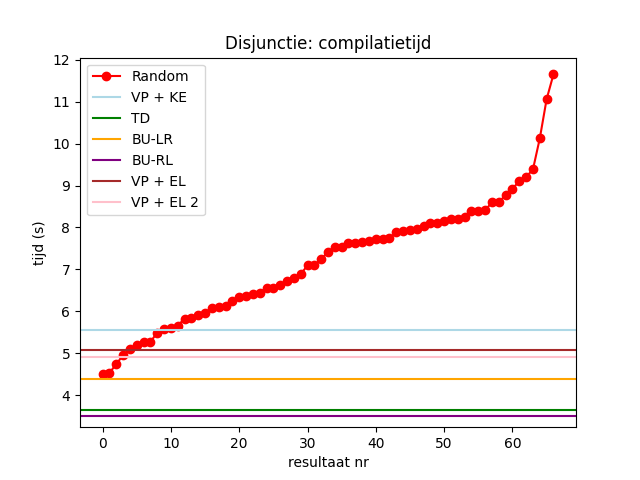 Disjunctie: compilatietijd
Random
VP + KE
TD
BU-LR
BU-RL
VP + EL
VP + EL 2
tijd (s)
12
11
10
9
8
7
6
5
4
0 10 20 30 40 50 60
resultaat nr